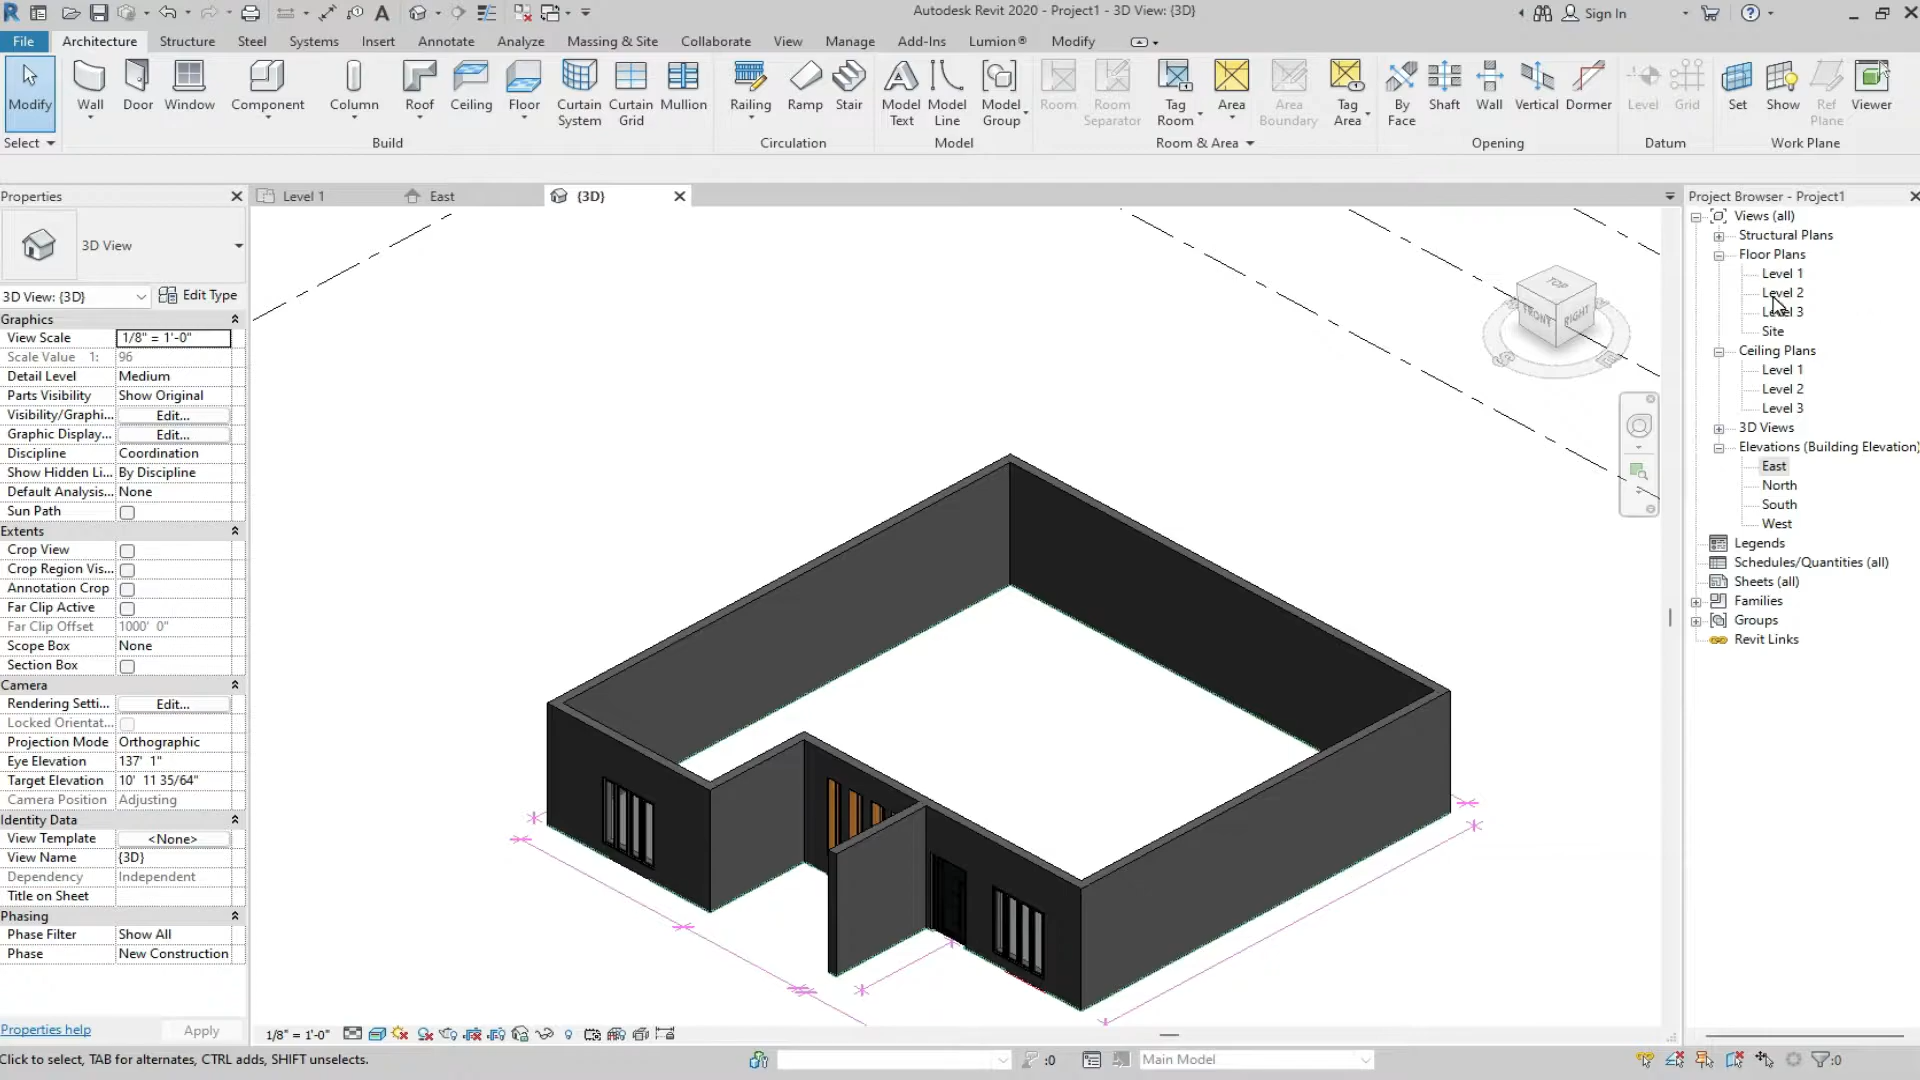 Autodesk Revit 2020 - Project1 - 3D View: {3D}
Sign In
File Architecture Structure Steel Systems Insert Annotate Analyze Massing & Site Collaborate View Manage Add-Ins Lumion® Modify
Modify Wall Door Window Component Column Roof Ceiling Floor Curtain System Curtain Grid Mullion Railing Ramp Stair Model Text Model Line Model Group Room Room Separator Tag Room Area Area Boundary Tag Area By Face Shaft Wall Vertical Dormer Level Grid Set Show Ref Plane Viewer
Select Build Circulation Model Room & Area Opening Datum Work Plane
Properties
Level 1 East {3D}
3D View
3D View: {3D} Edit Type
Graphics
View Scale 1/8" = 1'-0"
Scale Value 1: 96
Detail Level Medium
Parts Visibility Show Original
Visibility/Graphi... Edit...
Graphic Display... Edit...
Discipline Coordination
Show Hidden Li... By Discipline
Default Analysis... None
Sun Path
Extents
Crop View
Crop Region Vis...
Annotation Crop
Far Clip Active
Far Clip Offset 1000' 0"
Scope Box None
Section Box
Camera
Rendering Setti... Edit...
Locked Orientat...
Projection Mode Orthographic
Eye Elevation 137' 1"
Target Elevation 10' 11 35/64"
Camera Position Adjusting
Identity Data
View Template <None>
View Name {3D}
Dependency Independent
Title on Sheet
Phasing
Phase Filter Show All
Phase New Construction
Properties help Apply
TOP
FRONT RIGHT
S E
Project Browser - Project1
Views (all)
Structural Plans
Floor Plans
Level 1
Level 2
Level 3
Site
Ceiling Plans
Level 1
Level 2
Level 3
3D Views
Elevations (Building Elevation)
East
North
South
West
Legends
Schedules/Quantities (all)
Sheets (all)
Families
Groups
Revit Links
1/8" = 1'-0"
Click to select, TAB for alternates, CTRL adds, SHIFT unselects. :0 Main Model :0